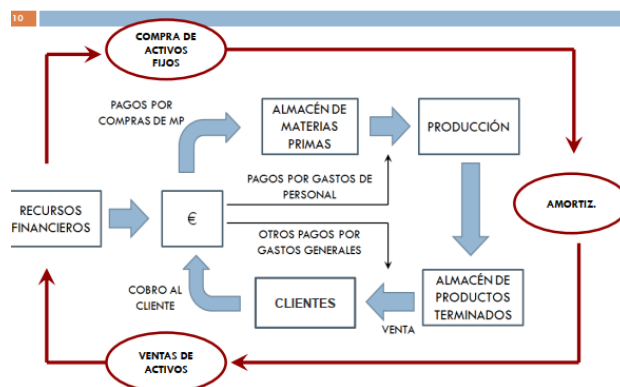 10
COMPRA DE
ACTIVOS
FIJOS
PAGOS POR
COMPRAS DE MP
ALMACÉN DE
MATERIAS
PRIMAS
PRODUCCIÓN
PAGOS POR GASTOS DE
PERSONAL
RECURSOS
FINANCIEROS
€
AMORTIZ.
OTROS PAGOS POR
GASTOS GENERALES
COBRO AL
CLIENTE
CLIENTES
VENTA
ALMACÉN DE
PRODUCTOS
TERMINADOS
VENTAS DE
ACTIVOS